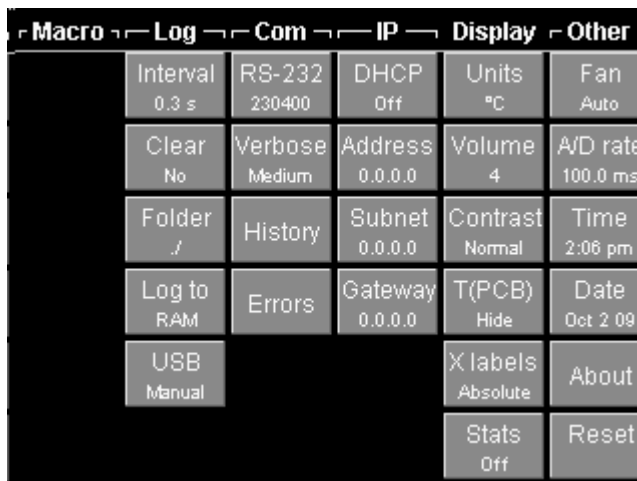 Macro Log Com IP Display Other
Interval RS-232 DHCP Units Fan
0.3 s 230400 Off °C Auto
Clear Verbose Address Volume A/D rate
No Medium 0.0.0.0 4 100.0 ms
Folder History Subnet Contrast Time
./ 0.0.0.0 Normal 2:06 pm
Log to Errors Gateway T(PCB) Date
RAM 0.0.0.0 Hide Oct 2 09
USB X labels About
Manual Absolute
Stats Reset
Off